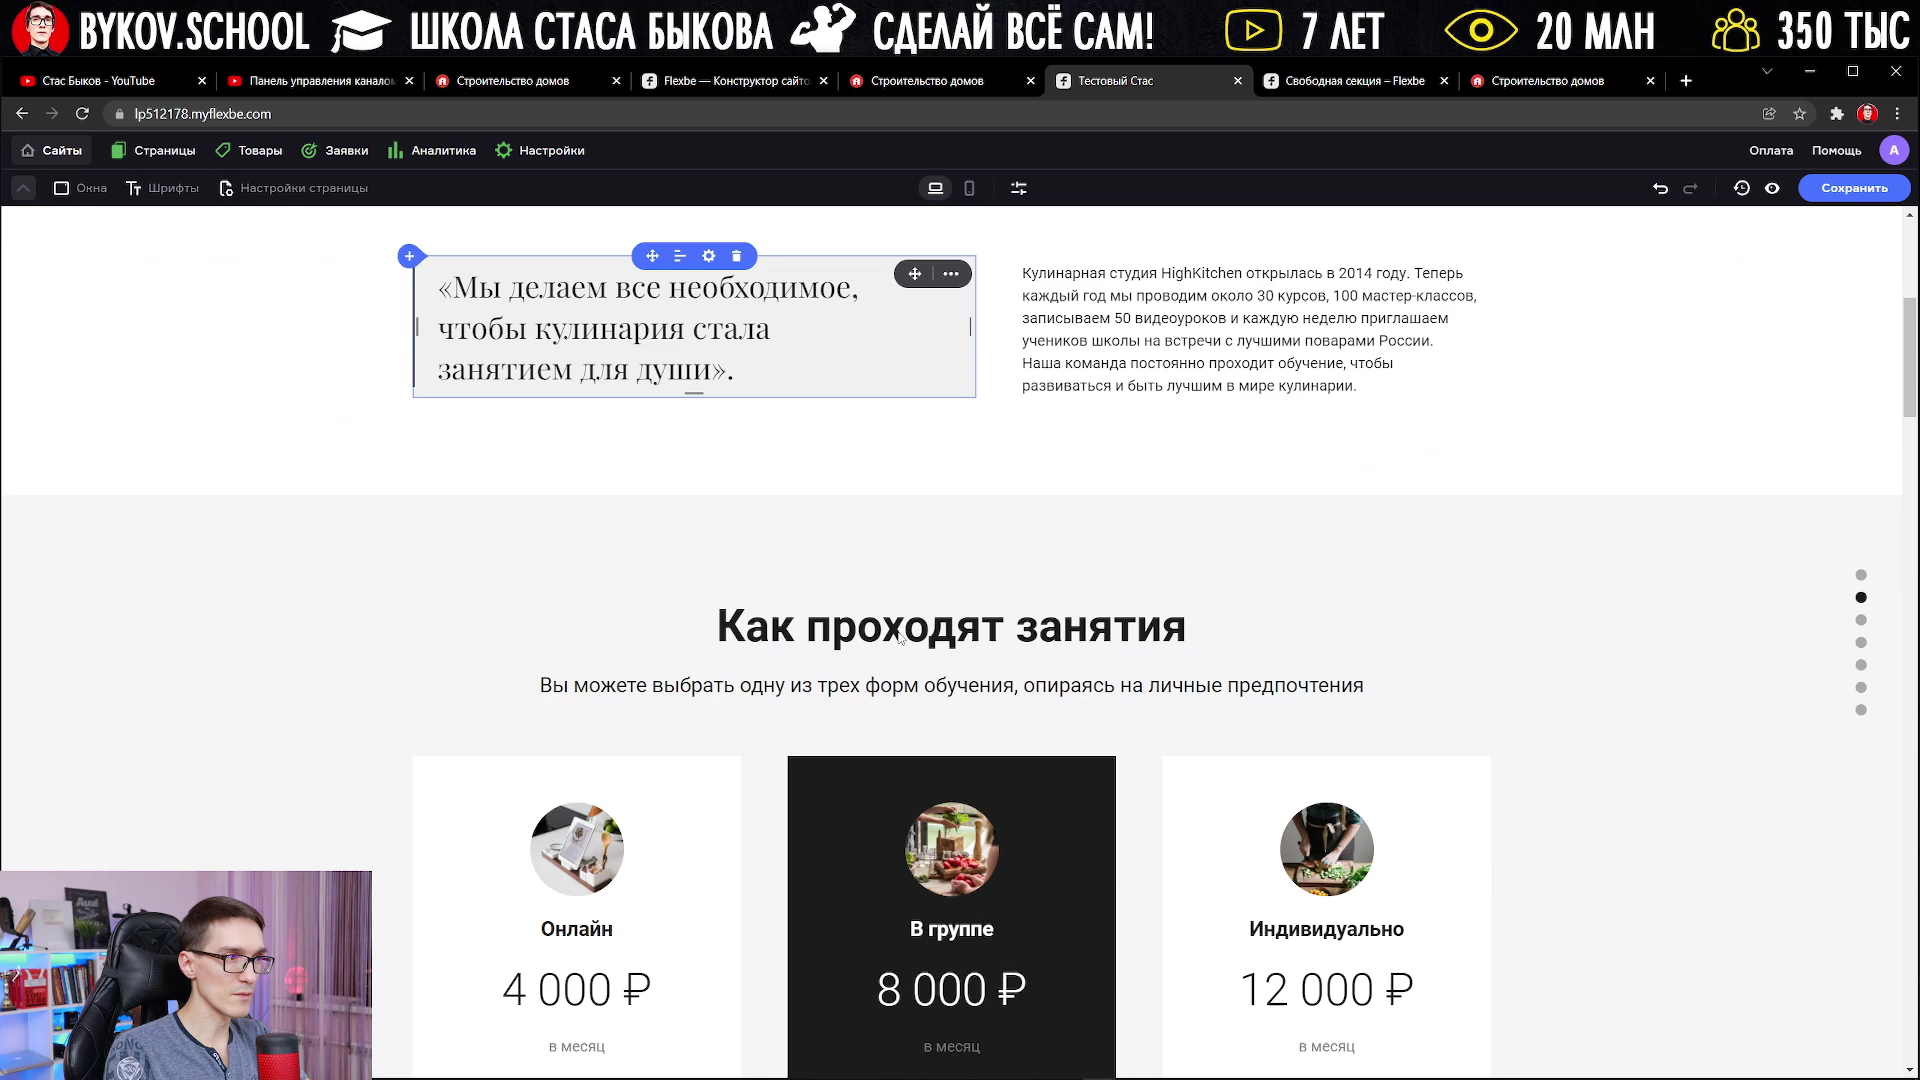 BYKOV.SCHOOL ШКОЛА СТАСА БЫКОВА СДЕЛАЙ ВСЁ САМ! 7 ЛЕТ 20 МЛН 350 ТЫС
Стас Быков - YouTube Панель управления канало Строительство домов Flexbe — Конструктор сайто Строительство домов Тестовый Стас Свободная секция – Flexbe Строительство домов
lp512178.myflexbe.com
Сайты Страницы Товары Заявки Аналитика Настройки Оплата Помощь A
Окна Шрифты Настройки страницы Сохранить
«Мы делаем все необходимое,
чтобы кулинария стала
занятием для души».
Кулинарная студия HighKitchen открылась в 2014 году. Теперь
каждый год мы проводим около 30 курсов, 100 мастер-классов,
записываем 50 видеоуроков и каждую неделю приглашаем
учеников школы на встречи с лучшими поварами России.
Наша команда постоянно проходит обучение, чтобы
развиваться и быть лучшим в мире кулинарии.
Как проходят занятия
Вы можете выбрать одну из трех форм обучения, опираясь на личные предпочтения
Онлайн
4 000 ₽
в месяц
В группе
8 000 ₽
в месяц
Индивидуально
12 000 ₽
в месяц